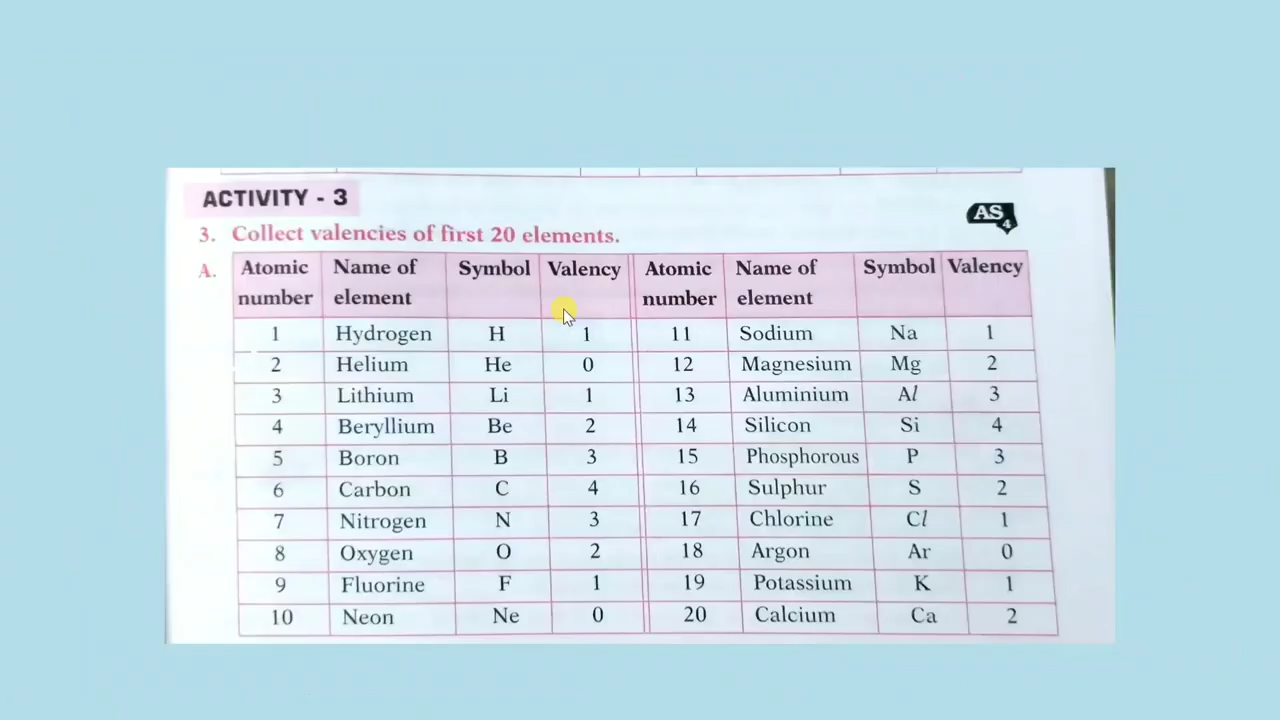 ACTIVITY - 3
AS
4
3. Collect valencies of first 20 elements.
A. Atomic number Name of element Symbol Valency Atomic number Name of element Symbol Valency
1 Hydrogen H 1 11 Sodium Na 1
2 Helium He 0 12 Magnesium Mg 2
3 Lithium Li 1 13 Aluminium Al 3
4 Beryllium Be 2 14 Silicon Si 4
5 Boron B 3 15 Phosphorous P 3
6 Carbon C 4 16 Sulphur S 2
7 Nitrogen N 3 17 Chlorine Cl 1
8 Oxygen O 2 18 Argon Ar 0
9 Fluorine F 1 19 Potassium K 1
10 Neon Ne 0 20 Calcium Ca 2